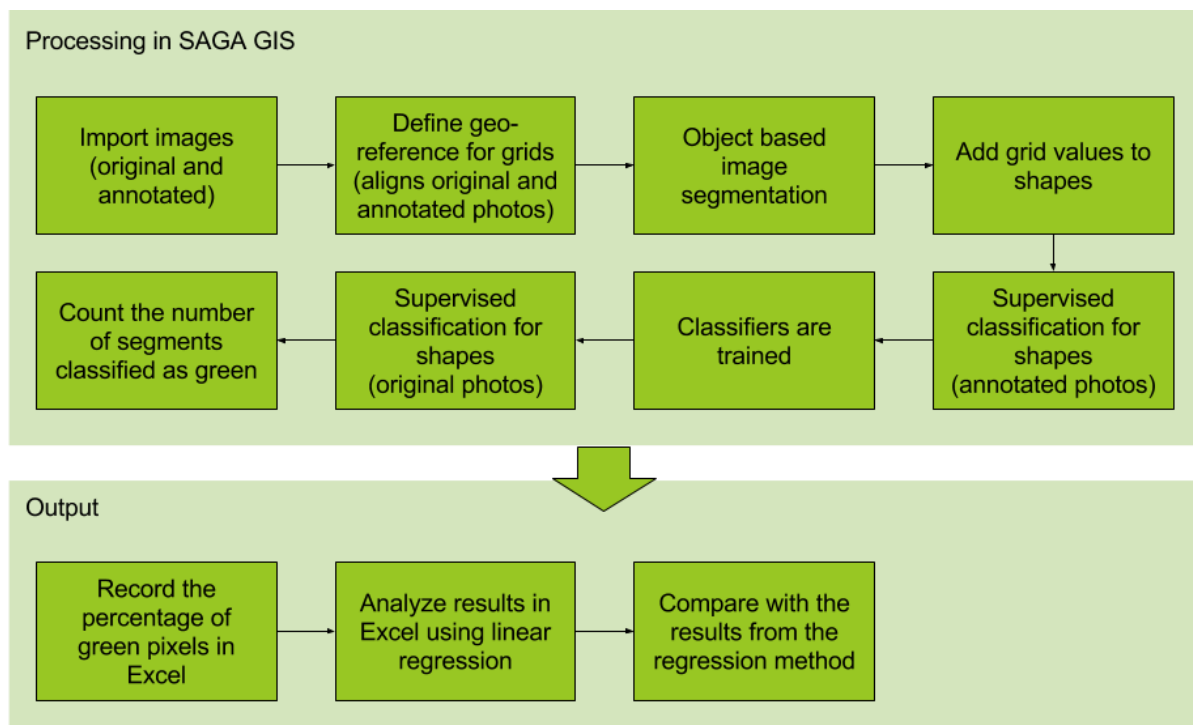 Processing in SAGA GIS
Import images
(original and
annotated)
Define geo-
reference for grids
(aligns original and
annotated photos)
Object based
image
segmentation
Add grid values to
shapes
Supervised
classification for
shapes
(annotated photos)
Classifiers are
trained
Supervised
classification for
shapes
(original photos)
Count the number
of segments
classified as green
Output
Record the
percentage of
green pixels in
Excel
Analyze results in
Excel using linear
regression
Compare with the
results from the
regression method